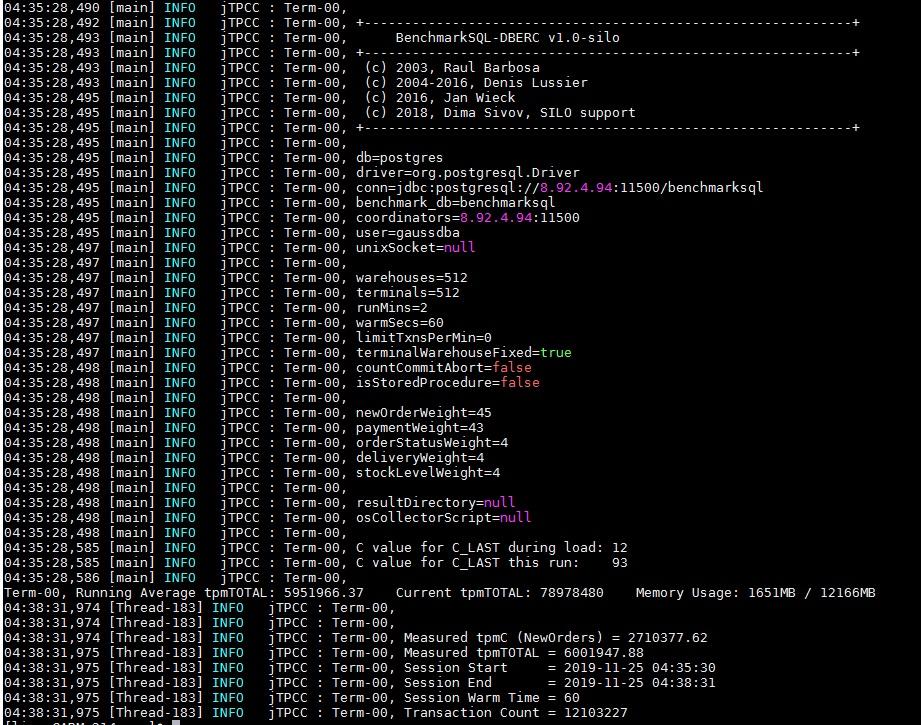 04:35:28,490 [main] INFO   jTPCC : Term-00,
04:35:28,492 [main] INFO   jTPCC : Term-00, +-------------------------------------------------------------+
04:35:28,493 [main] INFO   jTPCC : Term-00,      BenchmarkSQL-DBERC v1.0-silo
04:35:28,493 [main] INFO   jTPCC : Term-00, +-------------------------------------------------------------+
04:35:28,493 [main] INFO   jTPCC : Term-00,  (c) 2003, Raul Barbosa
04:35:28,493 [main] INFO   jTPCC : Term-00,  (c) 2004-2016, Denis Lussier
04:35:28,495 [main] INFO   jTPCC : Term-00,  (c) 2016, Jan Wieck
04:35:28,495 [main] INFO   jTPCC : Term-00,  (c) 2018, Dima Sivov, SILO support
04:35:28,495 [main] INFO   jTPCC : Term-00, +-------------------------------------------------------------+
04:35:28,495 [main] INFO   jTPCC : Term-00,
04:35:28,495 [main] INFO   jTPCC : Term-00, db=postgres
04:35:28,495 [main] INFO   jTPCC : Term-00, driver=org.postgresql.Driver
04:35:28,495 [main] INFO   jTPCC : Term-00, conn=jdbc:postgresql://8.92.4.94:11500/benchmarksql
04:35:28,495 [main] INFO   jTPCC : Term-00, benchmark_db=benchmarksql
04:35:28,495 [main] INFO   jTPCC : Term-00, coordinators=8.92.4.94:11500
04:35:28,495 [main] INFO   jTPCC : Term-00, user=gaussdba
04:35:28,497 [main] INFO   jTPCC : Term-00, unixSocket=null
04:35:28,497 [main] INFO   jTPCC : Term-00,
04:35:28,497 [main] INFO   jTPCC : Term-00, warehouses=512
04:35:28,497 [main] INFO   jTPCC : Term-00, terminals=512
04:35:28,497 [main] INFO   jTPCC : Term-00, runMins=2
04:35:28,497 [main] INFO   jTPCC : Term-00, warmSecs=60
04:35:28,497 [main] INFO   jTPCC : Term-00, limitTxnsPerMin=0
04:35:28,497 [main] INFO   jTPCC : Term-00, terminalWarehouseFixed=true
04:35:28,498 [main] INFO   jTPCC : Term-00, countCommitAbort=false
04:35:28,498 [main] INFO   jTPCC : Term-00, isStoredProcedure=false
04:35:28,498 [main] INFO   jTPCC : Term-00,
04:35:28,498 [main] INFO   jTPCC : Term-00, newOrderWeight=45
04:35:28,498 [main] INFO   jTPCC : Term-00, paymentWeight=43
04:35:28,498 [main] INFO   jTPCC : Term-00, orderStatusWeight=4
04:35:28,498 [main] INFO   jTPCC : Term-00, deliveryWeight=4
04:35:28,498 [main] INFO   jTPCC : Term-00, stockLevelWeight=4
04:35:28,498 [main] INFO   jTPCC : Term-00,
04:35:28,498 [main] INFO   jTPCC : Term-00, resultDirectory=null
04:35:28,498 [main] INFO   jTPCC : Term-00, osCollectorScript=null
04:35:28,498 [main] INFO   jTPCC : Term-00,
04:35:28,585 [main] INFO   jTPCC : Term-00, C value for C_LAST during load: 12
04:35:28,585 [main] INFO   jTPCC : Term-00, C value for C_LAST this run:    93
04:35:28,586 [main] INFO   jTPCC : Term-00,
Term-00, Running Average tpmTOTAL: 5951966.37    Current tpmTOTAL: 78978480    Memory Usage: 1651MB / 12166MB
04:38:31,974 [Thread-183] INFO   jTPCC : Term-00,
04:38:31,974 [Thread-183] INFO   jTPCC : Term-00,
04:38:31,974 [Thread-183] INFO   jTPCC : Term-00, Measured tpmC (NewOrders) = 2710377.62
04:38:31,975 [Thread-183] INFO   jTPCC : Term-00, Measured tpmTOTAL = 6001947.88
04:38:31,975 [Thread-183] INFO   jTPCC : Term-00, Session Start     = 2019-11-25 04:35:30
04:38:31,975 [Thread-183] INFO   jTPCC : Term-00, Session End       = 2019-11-25 04:38:31
04:38:31,975 [Thread-183] INFO   jTPCC : Term-00, Session Warm Time = 60
04:38:31,975 [Thread-183] INFO   jTPCC : Term-00, Transaction Count = 12103227